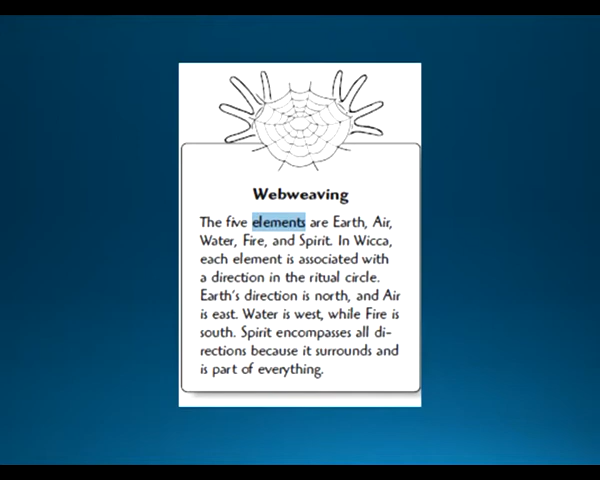 Webweaving
The five elements are Earth, Air,
Water, Fire, and Spirit. In Wicca,
each element is associated with
a direction in the ritual circle.
Earth's direction is north, and Air
is east. Water is west, while Fire is
south. Spirit encompasses all di-
rections because it surrounds and
is part of everything.